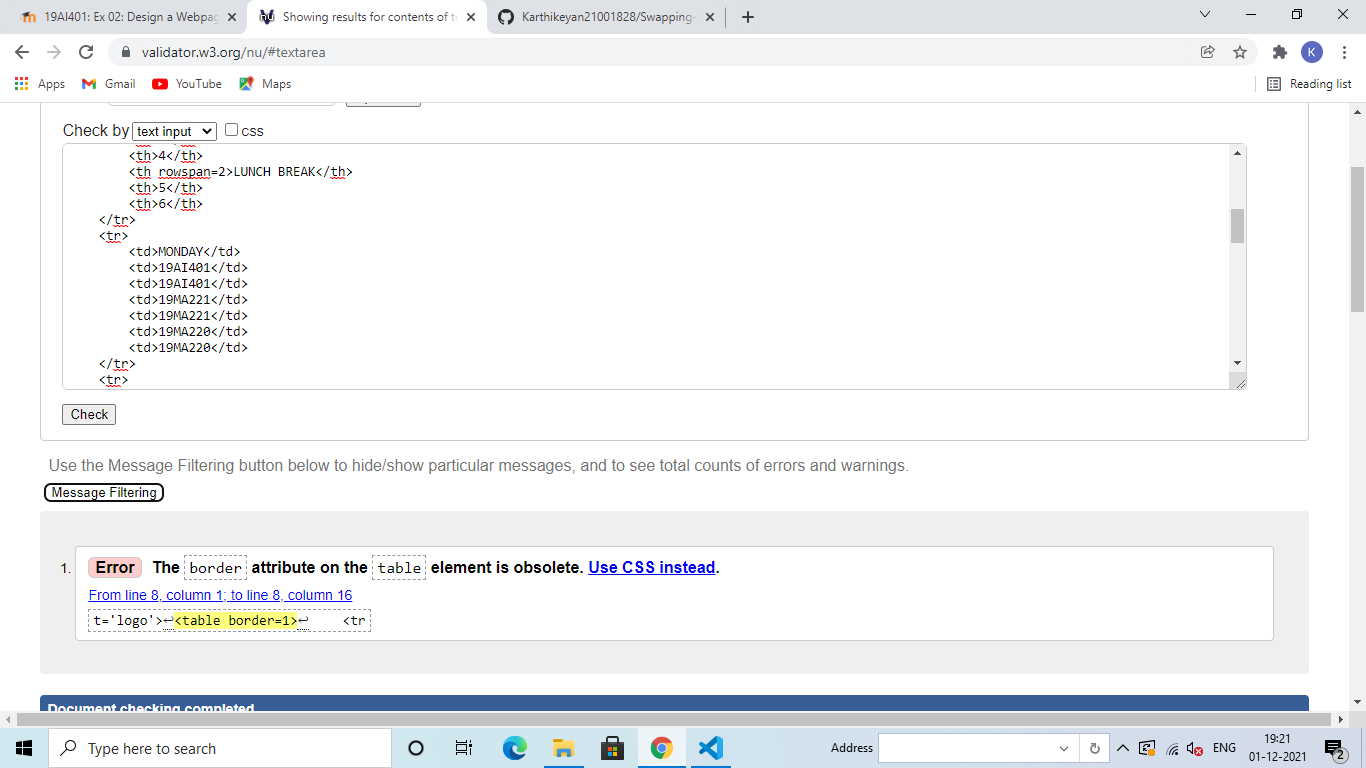 19AI401: Ex 02: Design a Webpag
Showing results for contents of t
Karthikeyan21001828/Swapping-
validator.w3.org/nu/#textarea
K
Apps
Gmail
YouTube
Maps
Reading list
Check by text input css
<th>4</th>
<th rowspan=2>LUNCH BREAK</th>
<th>5</th>
<th>6</th>
</tr>
<tr>
<td>MONDAY</td>
<td>19AI401</td>
<td>19AI401</td>
<td>19MA221</td>
<td>19MA221</td>
<td>19MA220</td>
<td>19MA220</td>
</tr>
<tr>
Check
Use the Message Filtering button below to hide/show particular messages, and to see total counts of errors and warnings.
Message Filtering
1. Error The border attribute on the table element is obsolete. Use CSS instead.
From line 8, column 1; to line 8, column 16
t='logo'>↩<table border=1>↩ <tr
Document checking completed
Type here to search
Address
ENG
19:21
01-12-2021
2